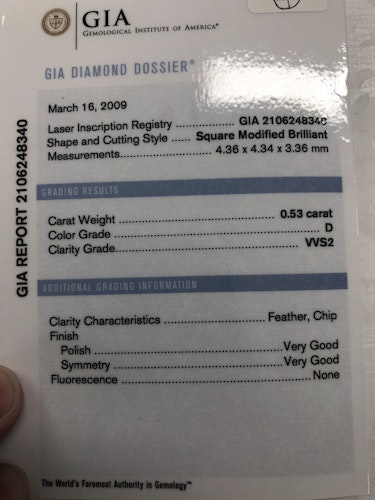 GIA®
GEMOLOGICAL INSTITUTE OF AMERICA®
GIA DIAMOND DOSSIER®
March 16, 2009
Laser Inscription Registry ................ GIA 2106248340
Shape and Cutting Style ...... Square Modified Brilliant
Measurements......................... 4.36 x 4.34 x 3.36 mm
GRADING RESULTS
Carat Weight .............................................. 0.53 carat
Color Grade ........................................................ D
Clarity Grade.................................................. VVS2
ADDITIONAL GRADING INFORMATION
Clarity Characteristics .......................... Feather, Chip
Finish
Polish ................................................. Very Good
Symmetry ........................................... Very Good
Fluorescence .................................................. None
The World's Foremost Authority in Gemology™
GIA REPORT 2106248340